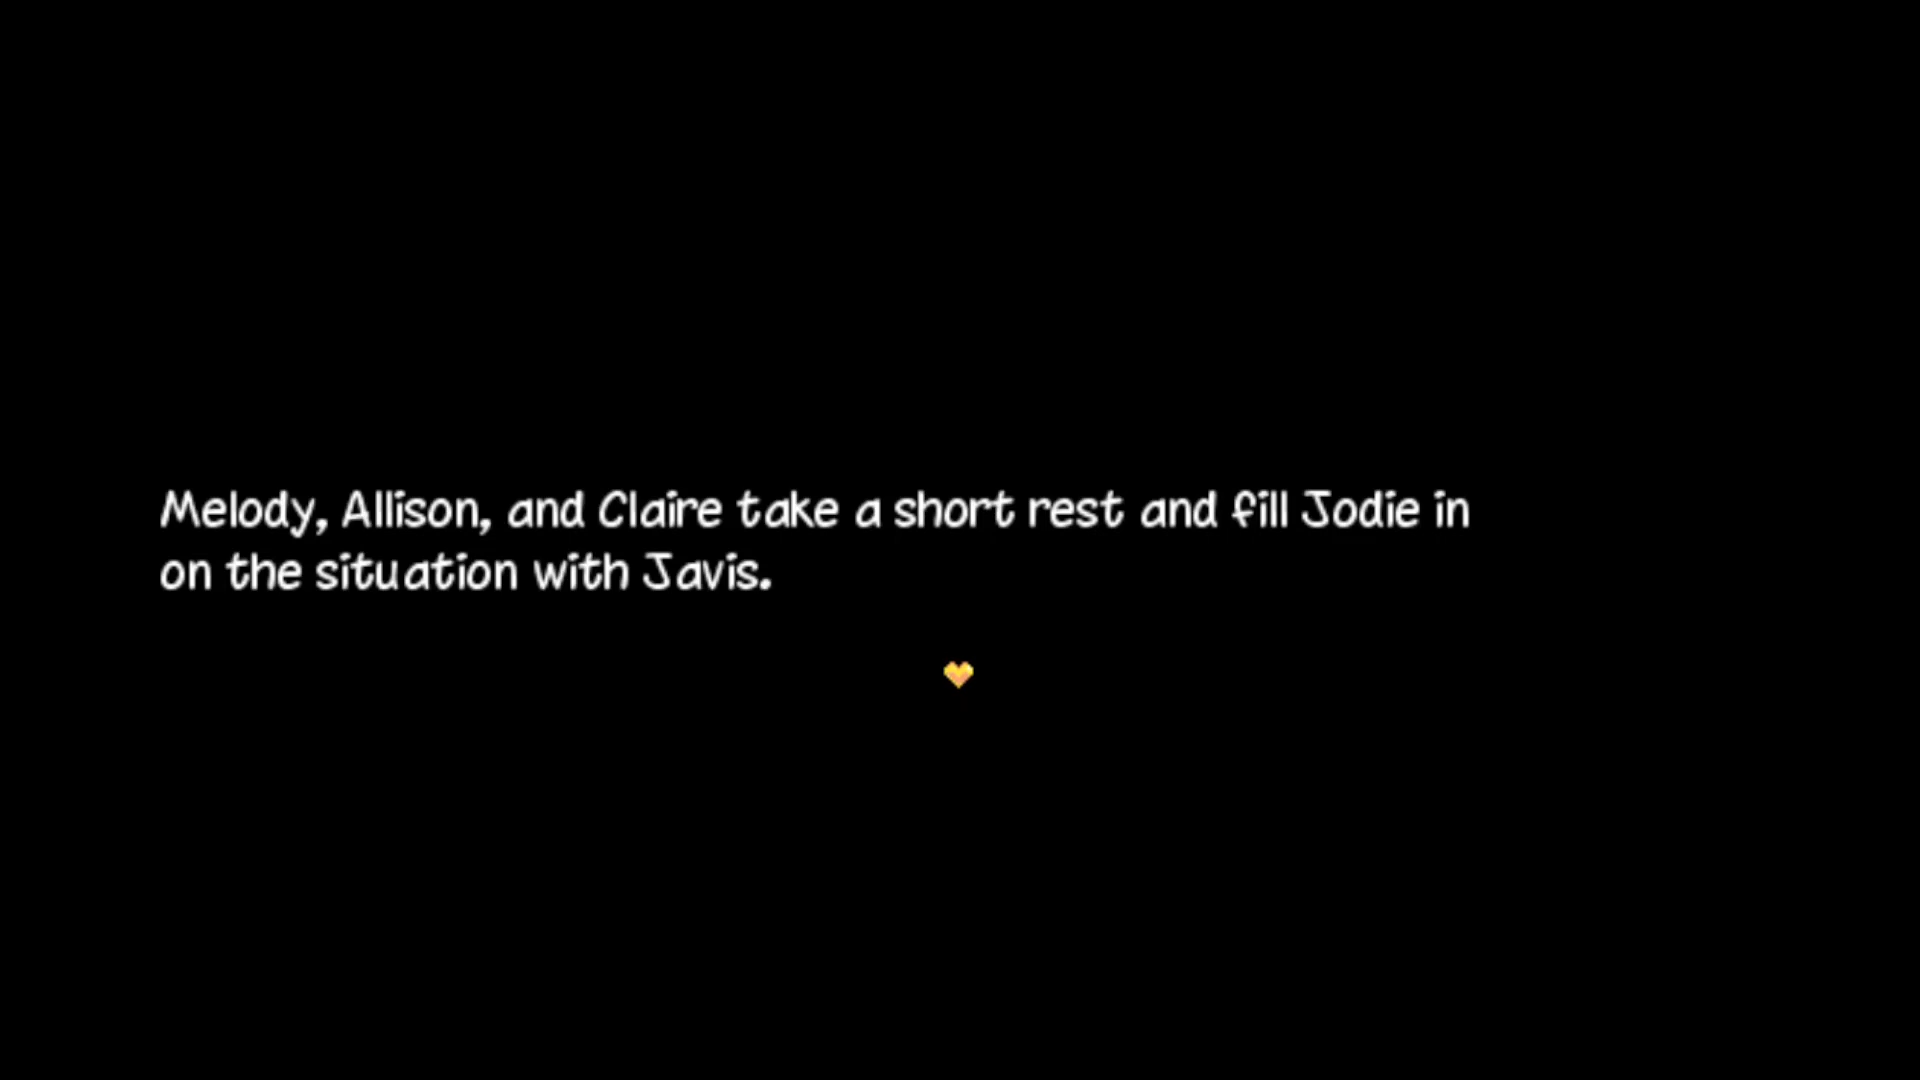 Melody, Allison, and Claire take a short rest and fill Jodie in
on the situation with Javis.